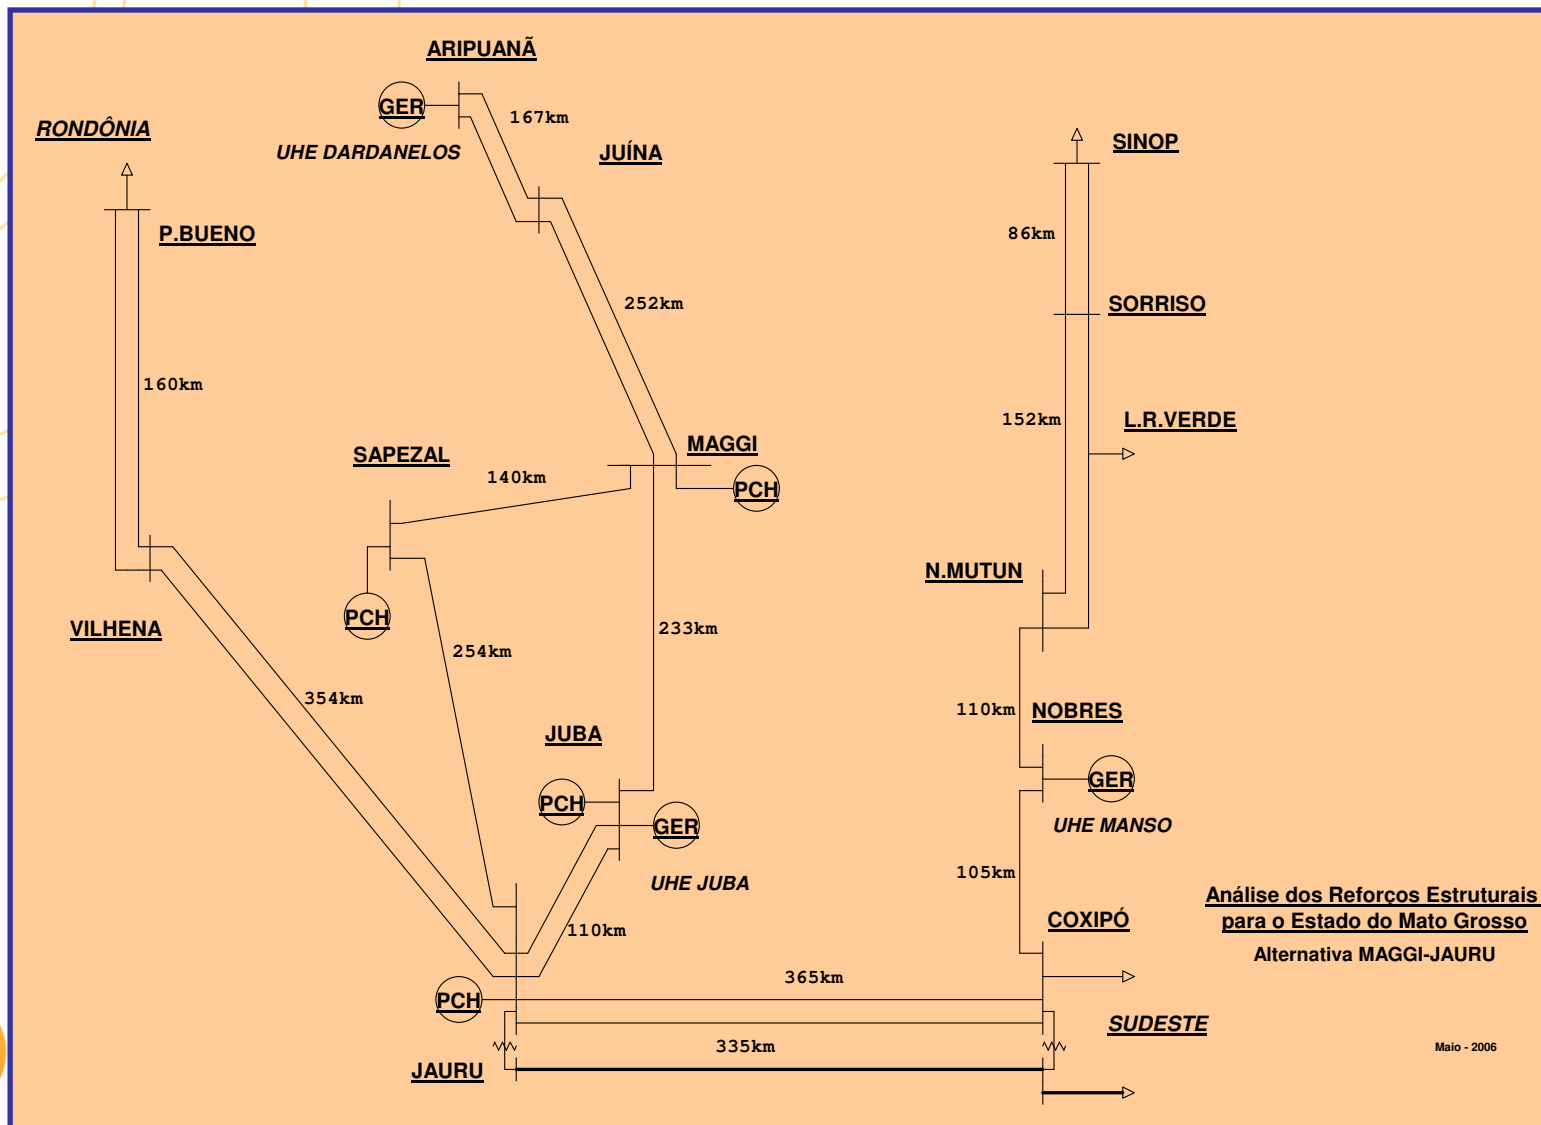 ARIPUANÃ
GER
167km
RONDÔNIA
UHE DARDANELOS
JUÍNA
SINOP
P.BUENO
86km
252km
SORRISO
160km
152km
L.R.VERDE
SAPEZAL
MAGGI
140km
PCH
N.MUTUN
PCH
VILHENA
233km
254km
354km
110km
NOBRES
JUBA
GER
PCH
GER
UHE MANSO
105km
UHE JUBA
Análise dos Reforços Estruturais
para o Estado do Mato Grosso
Alternativa MAGGI-JAURU
COXIPÓ
110km
365km
PCH
SUDESTE
335km
Maio - 2006
JAURU